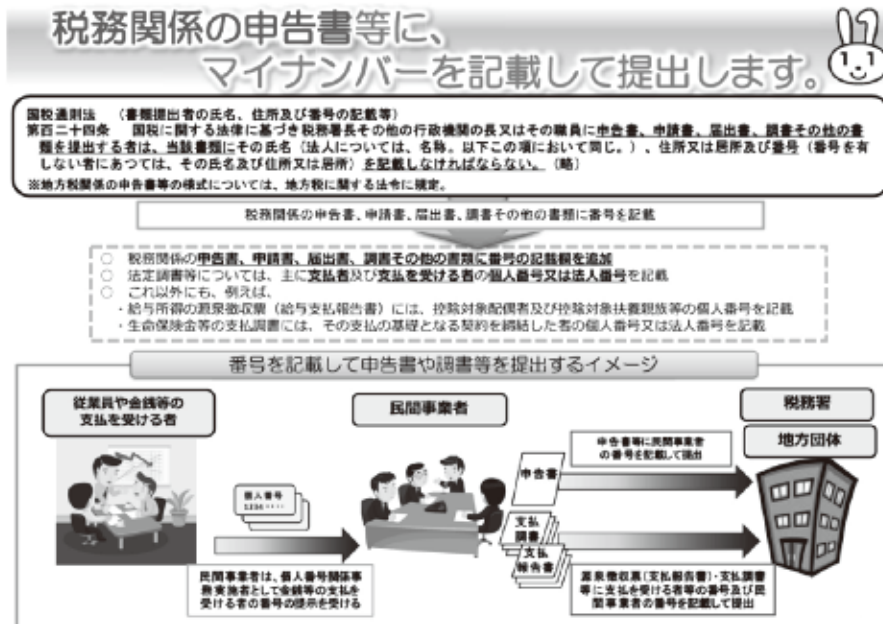 税務関係の申告書等に、
マイナンバーを記載して提出します。
国税通則法　（書類提出者の氏名、住所及び番号の記載等）
第百二十四条　国税に関する法律に基づき税務署長その他の行政機関の長又はその職員に申告書、申請書、届出書、調書その他の書
類を提出する者は、当該書類にその氏名（法人については、名称。以下この項において同じ。）、住所又は居所及び番号（番号を有
しない者にあつては、その氏名及び住所又は居所）を記載しなければならない。（略）
※地方税関係の申告書等の様式については、地方税に関する法令に規定。
税務関係の申告書、申請書、届出書、調書その他の書類に番号を記載
○　税務関係の申告書、申請書、届出書、調書その他の書類に番号の記載欄を追加
○　法定調書等については、主に支払者及び支払を受ける者の個人番号又は法人番号を記載
○　これ以外にも、例えば、
・給与所得の源泉徴収票（給与支払報告書）には、控除対象配偶者及び控除対象扶養親族等の個人番号を記載
・生命保険金等の支払調書には、その支払の基礎となる契約を締結した者の個人番号又は法人番号を記載
番号を記載して申告書や調書等を提出するイメージ
従業員や金銭等の
支払を受ける者
民間事業者
税務署
地方団体
申告書等に民間事業者
の番号を記載して提出
申告書
個人番号
1234
支払
調書
支払
報告書
民間事業者は、個人番号関係事
務実施者として金銭等の支払を
受ける者の番号の提示を受ける
源泉徴収票（支払報告書）・支払調書
等に支払を受ける者等の番号及び民
間事業者の番号を記載して提出